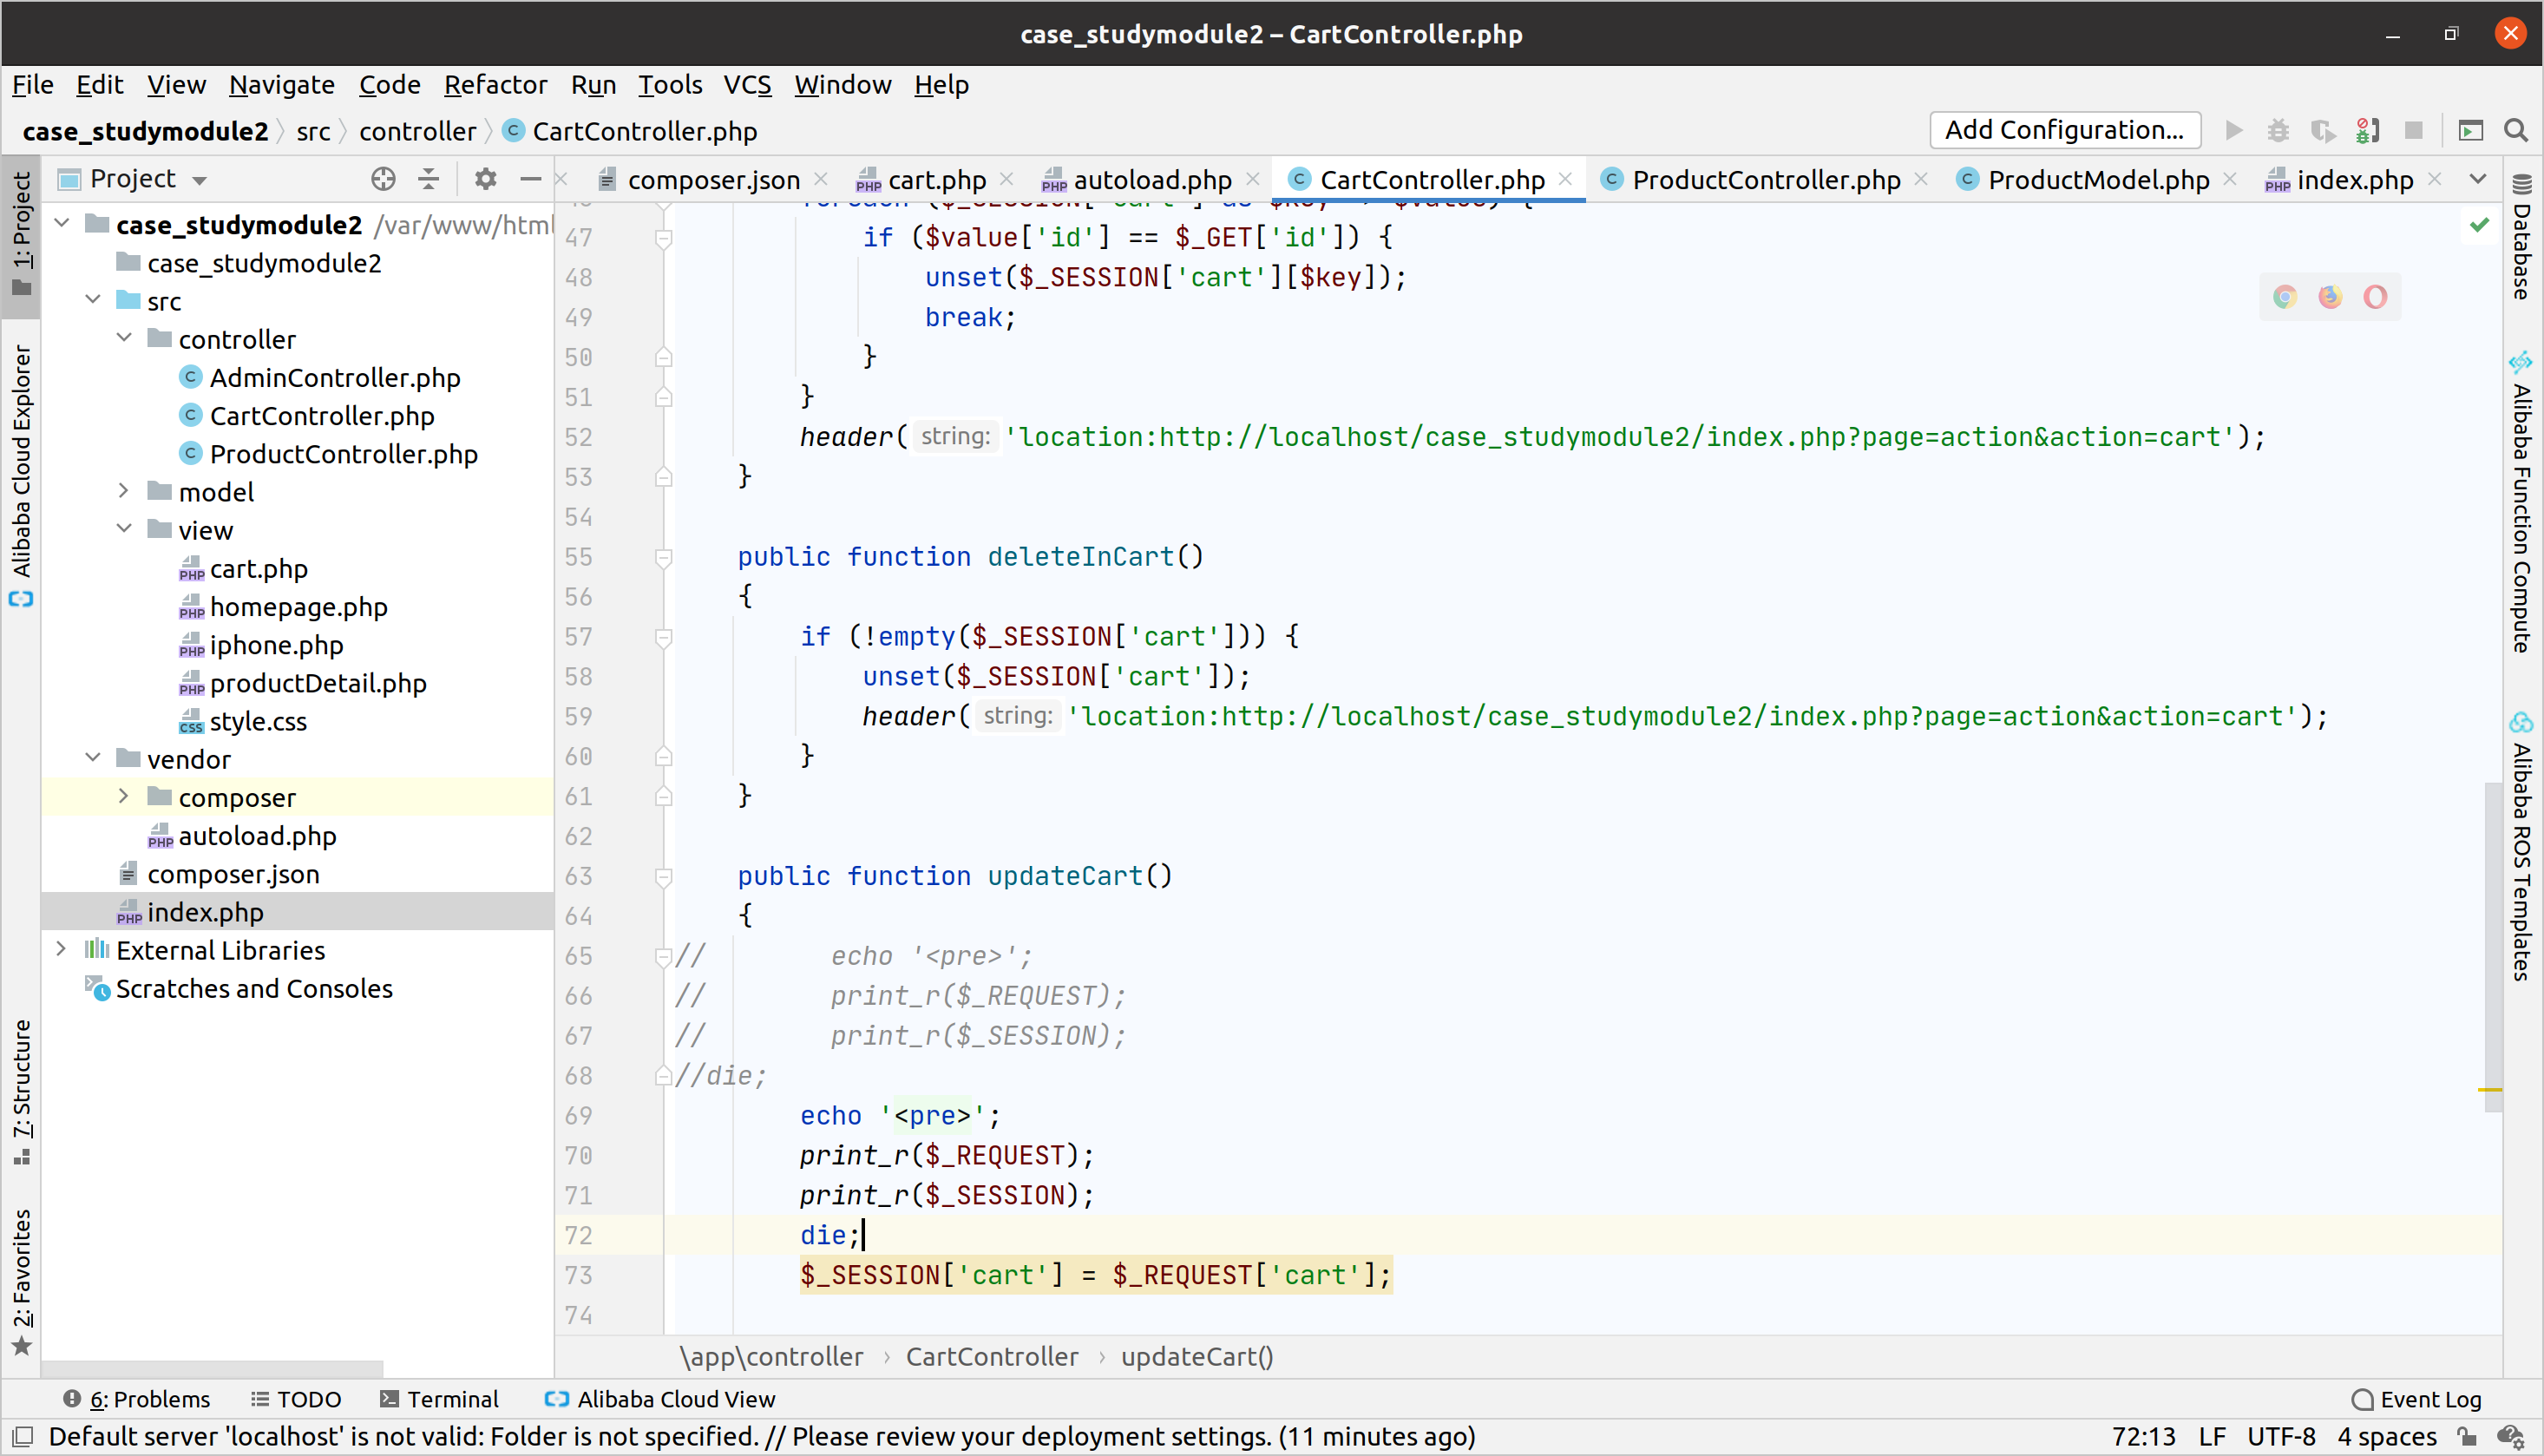 case_studymodule2 – CartController.php
File Edit View Navigate Code Refactor Run Tools VCS Window Help
case_studymodule2 src controller CartController.php
Add Configuration...
Project
composer.json cart.php autoload.php CartController.php ProductController.php ProductModel.php index.php
1: Project
Alibaba Cloud Explorer
7: Structure
2: Favorites
case_studymodule2 /var/www/html
case_studymodule2
src
controller
AdminController.php
CartController.php
ProductController.php
model
view
cart.php
homepage.php
iphone.php
productDetail.php
style.css
vendor
composer
autoload.php
composer.json
index.php
External Libraries
Scratches and Consoles
47 if ($value['id'] == $_GET['id']) {
48 unset($_SESSION['cart'][$key]);
49 break;
50 }
51 }
52 header( string: 'location:http://localhost/case_studymodule2/index.php?page=action&action=cart');
53 }
54
55 public function deleteInCart()
56 {
57 if (!empty($_SESSION['cart'])) {
58 unset($_SESSION['cart']);
59 header( string: 'location:http://localhost/case_studymodule2/index.php?page=action&action=cart');
60 }
61 }
62
63 public function updateCart()
64 {
65 // echo '<pre>';
66 // print_r($_REQUEST);
67 // print_r($_SESSION);
68 //die;
69 echo '<pre>';
70 print_r($_REQUEST);
71 print_r($_SESSION);
72 die;
73 $_SESSION['cart'] = $_REQUEST['cart'];
74
\app\controller › CartController › updateCart()
Database
Alibaba Function Compute
Alibaba ROS Templates
6: Problems TODO Terminal Alibaba Cloud View Event Log
Default server 'localhost' is not valid: Folder is not specified. // Please review your deployment settings. (11 minutes ago) 72:13 LF UTF-8 4 spaces